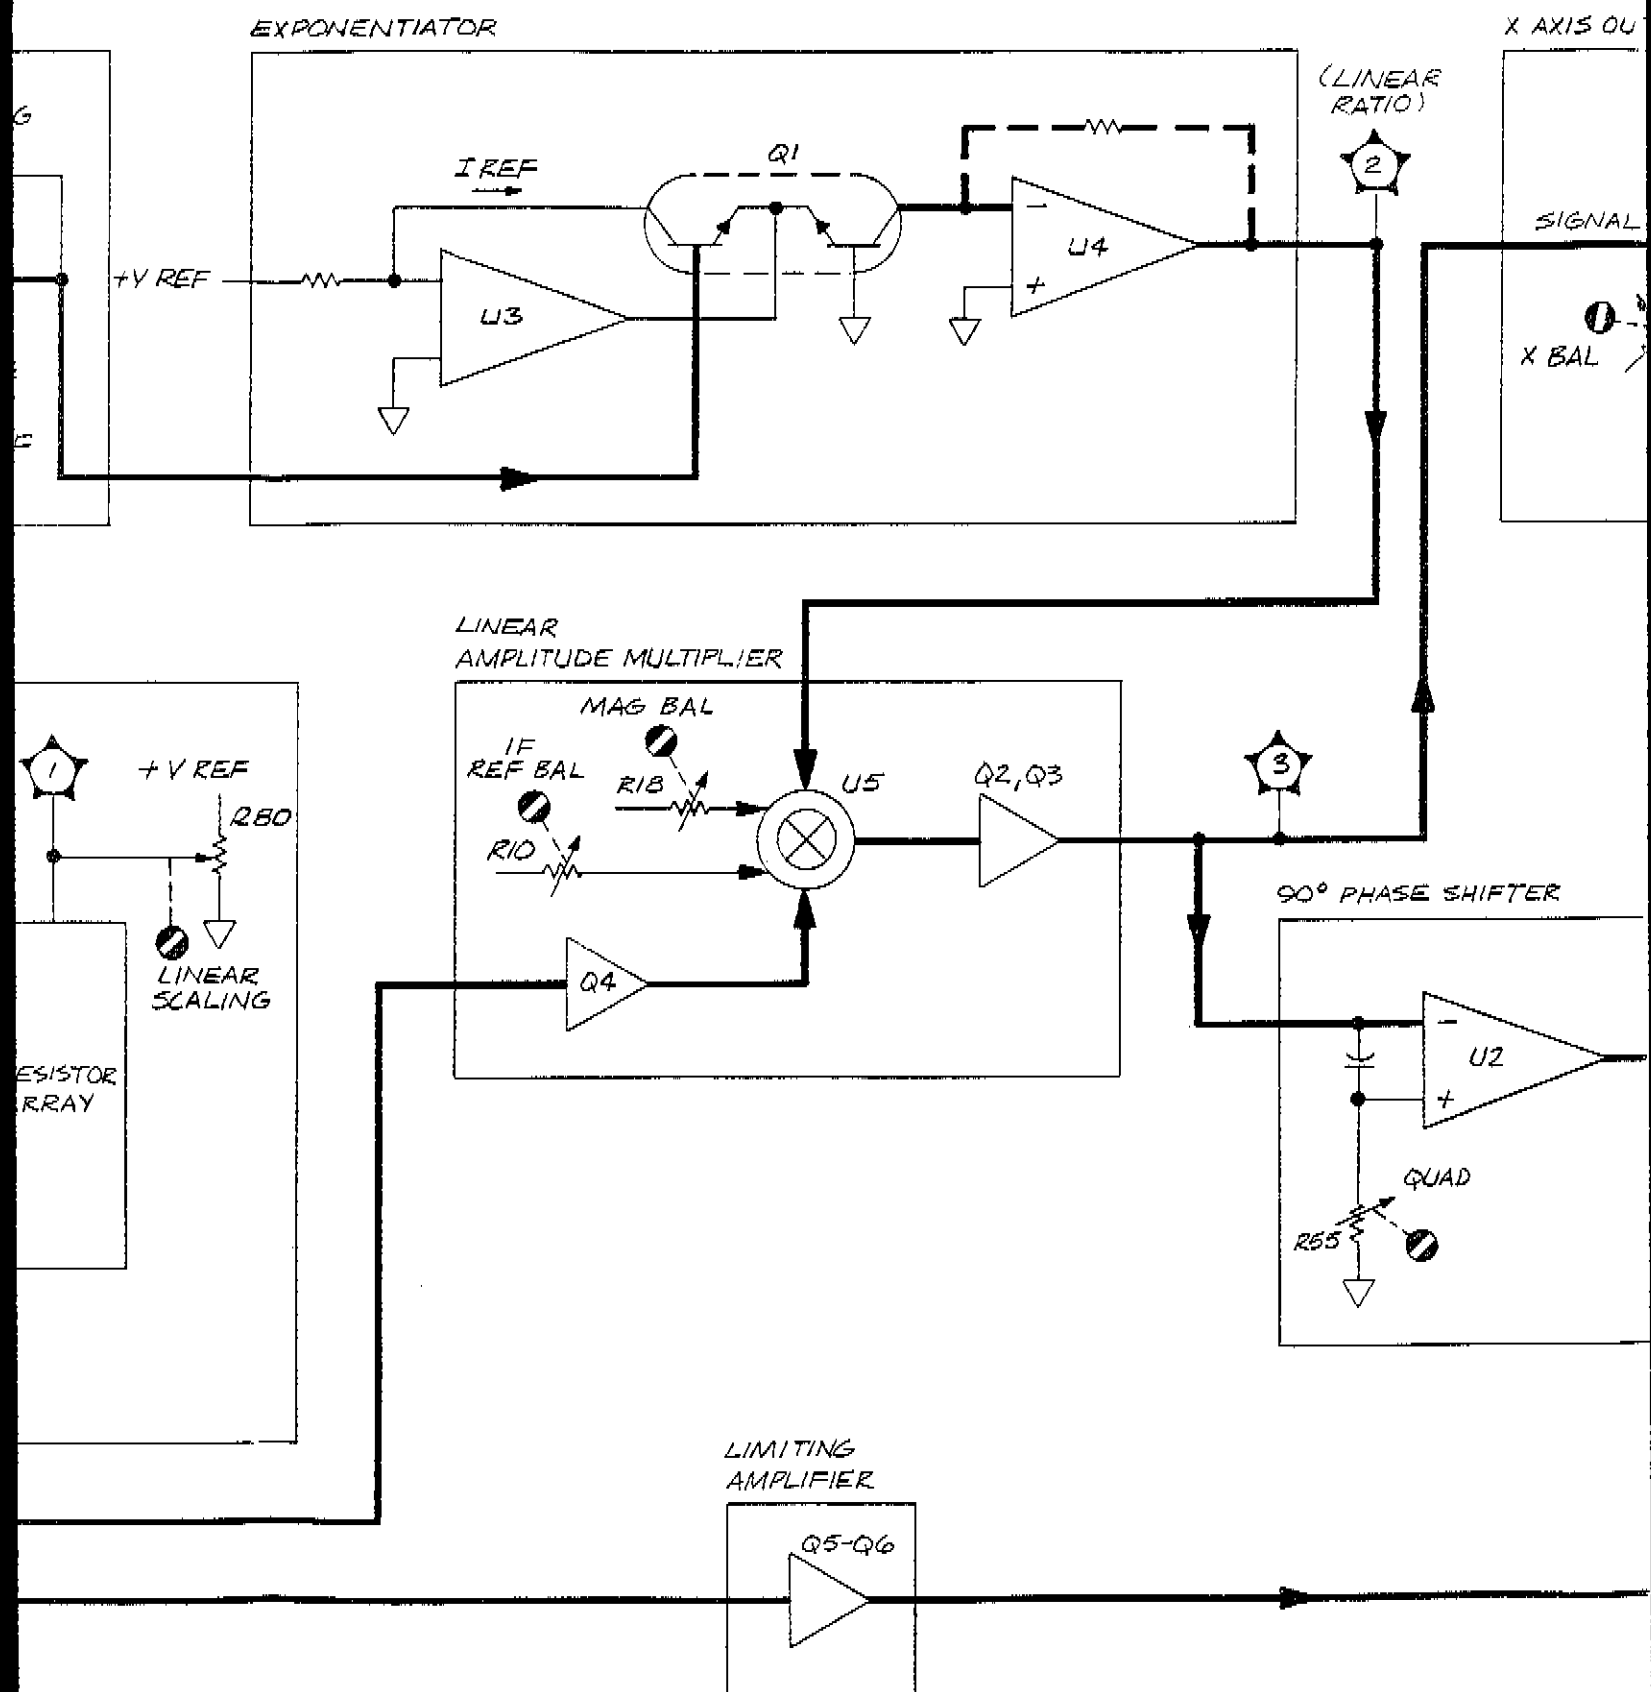 EXPONENTIATOR
X AXIS OU
(LINEAR
RATIO)
G
I REF
Q1
2
SIGNAL
+V REF
U3
−
+
U4
X BAL
E
LINEAR
AMPLITUDE MULTIPLIER
MAG BAL
IF
REF BAL
R18
R10
U5
Q2,Q3
3
1
+V REF
R80
LINEAR
SCALING
Q4
90° PHASE SHIFTER
−
+
U2
ESISTOR
RRAY
QUAD
R55
LIMITING
AMPLIFIER
Q5-Q6